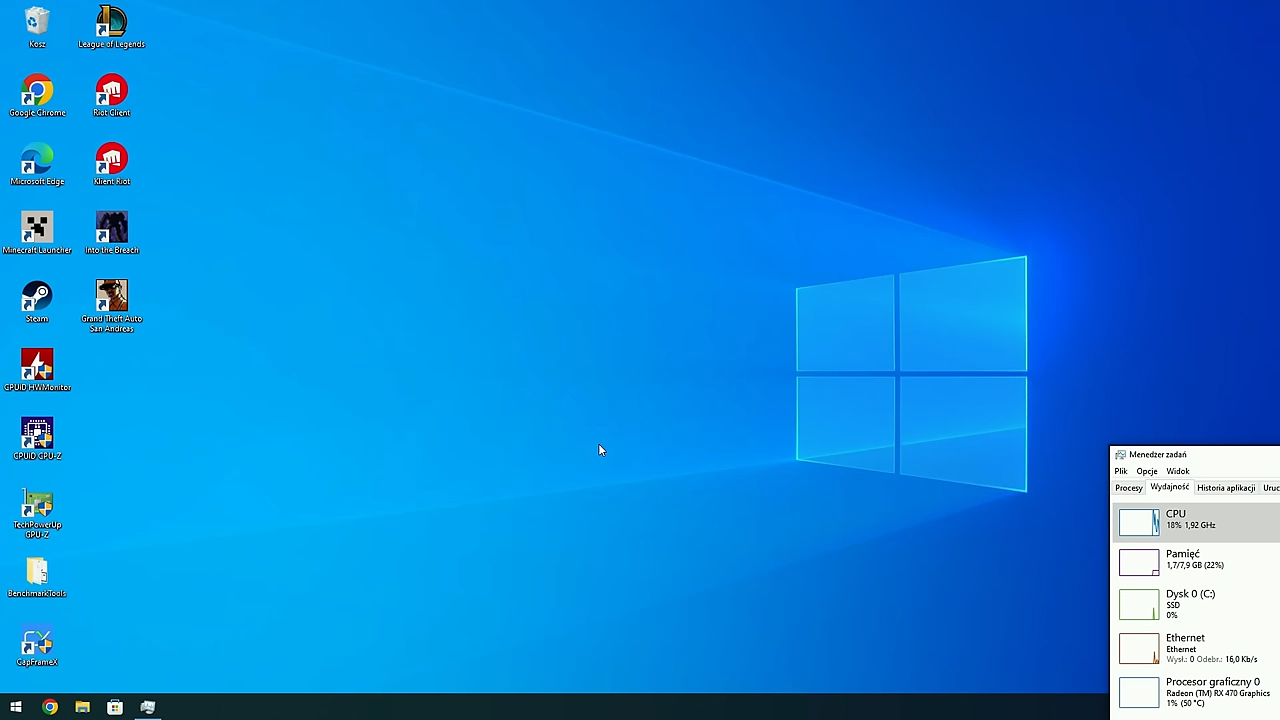 Kosz
League of Legends
Google Chrome
Riot Client
Microsoft Edge
Klient Riot
Minecraft Launcher
Into the Breach
Steam
Grand Theft Auto
San Andreas
CPUID HWMonitor
CPUID CPU-Z
TechPowerUp
GPU-Z
BenchmarkTools
CX
CapFrameX
Menedżer zadań
Plik Opcje Widok
Procesy Wydajność Historia aplikacji Uruc
CPU
18% 1,92 GHz
Pamięć
1,7/7,9 GB (22%)
Dysk 0 (C:)
SSD
0%
Ethernet
Ethernet
Wysł.: 0 Odebr.: 16,0 Kb/s
Procesor graficzny 0
Radeon (TM) RX 470 Graphics
1% (50 °C)